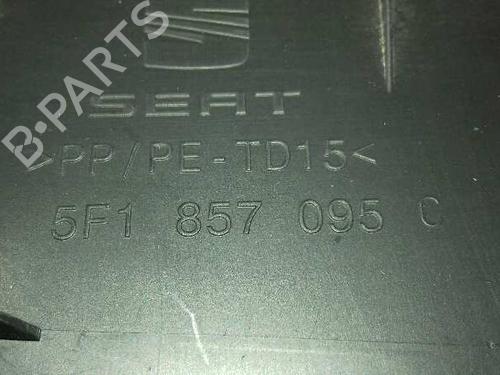 B-PARTS
SEAT
>PP/PE-TD15<
5F1 857 095 C